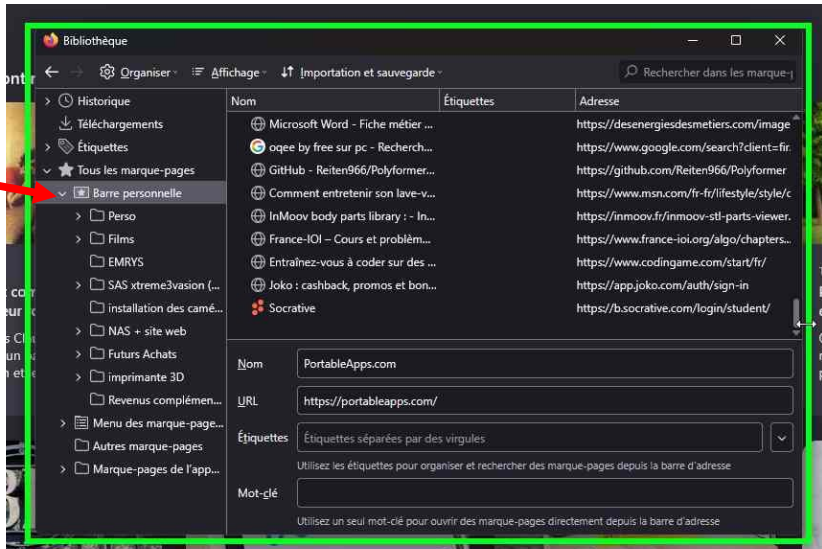 Bibliothèque
Organiser Affichage Importation et sauvegarde Rechercher dans les marque-p
Historique
Téléchargements
Étiquettes
Tous les marque-pages
Barre personnelle
Perso
Films
EMRYS
SAS xtreme3vasion (...
installation des camé...
NAS + site web
Futurs Achats
imprimante 3D
Revenus complémen...
Menu des marque-page...
Autres marque-pages
Marque-pages de l'app...
Nom Étiquettes Adresse
Microsoft Word - Fiche métier ... https://desenergiesdesmetiers.com/image
oqee by free sur pc - Recherch... https://www.google.com/search?client=fir
GitHub - Reiten966/Polyformer... https://github.com/Reiten966/Polyformer
Comment entretenir son lave-v... https://www.msn.com/fr-fr/lifestyle/style/c
InMoov body parts library : - In... https://inmoov.fr/inmoov-stl-parts-viewer.
France-IOI – Cours et problèm... https://www.france-ioi.org/algo/chapters...
Entraînez-vous à coder sur des ... https://www.codingame.com/start/fr/
Joko : cashback, promos et bon... https://app.joko.com/auth/sign-in
Socrative https://b.socrative.com/login/student/
Nom PortableApps.com
URL https://portableapps.com/
Étiquettes Étiquettes séparées par des virgules
Utilisez les étiquettes pour organiser et rechercher des marque-pages depuis la barre d'adresse
Mot-clé
Utilisez un seul mot-clé pour ouvrir des marque-pages directement depuis la barre d'adresse